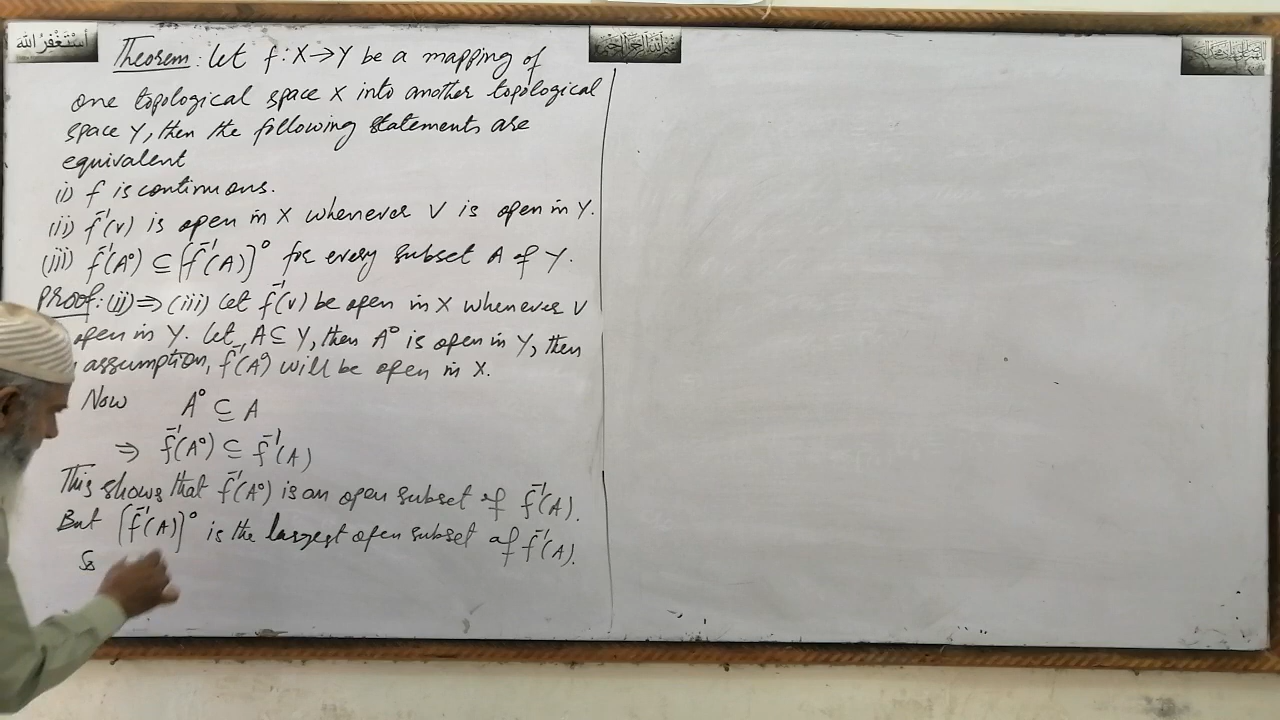 أستغفر الله
Theorem: let f: X→Y be a mapping of
one topological space X into another topological
space Y, then the following statements are
equivalent
(i) f is continuous.
(ii) f⁻¹(V) is open in X whenever V is open in Y.
(iii) f⁻¹(A°) ⊆ [f⁻¹(A)]° for every subset A of Y.
Proof: (ii) ⇒ (iii) Let f⁻¹(V) be open in X whenever V
open in Y. Let A ⊆ Y, then A° is open in Y, then
assumption, f⁻¹(A°) will be open in X.
Now A° ⊆ A
⇒ f⁻¹(A°) ⊆ f⁻¹(A)
This shows that f⁻¹(A°) is an open subset of f⁻¹(A).
But [f⁻¹(A)]° is the largest open subset of f⁻¹(A).
So